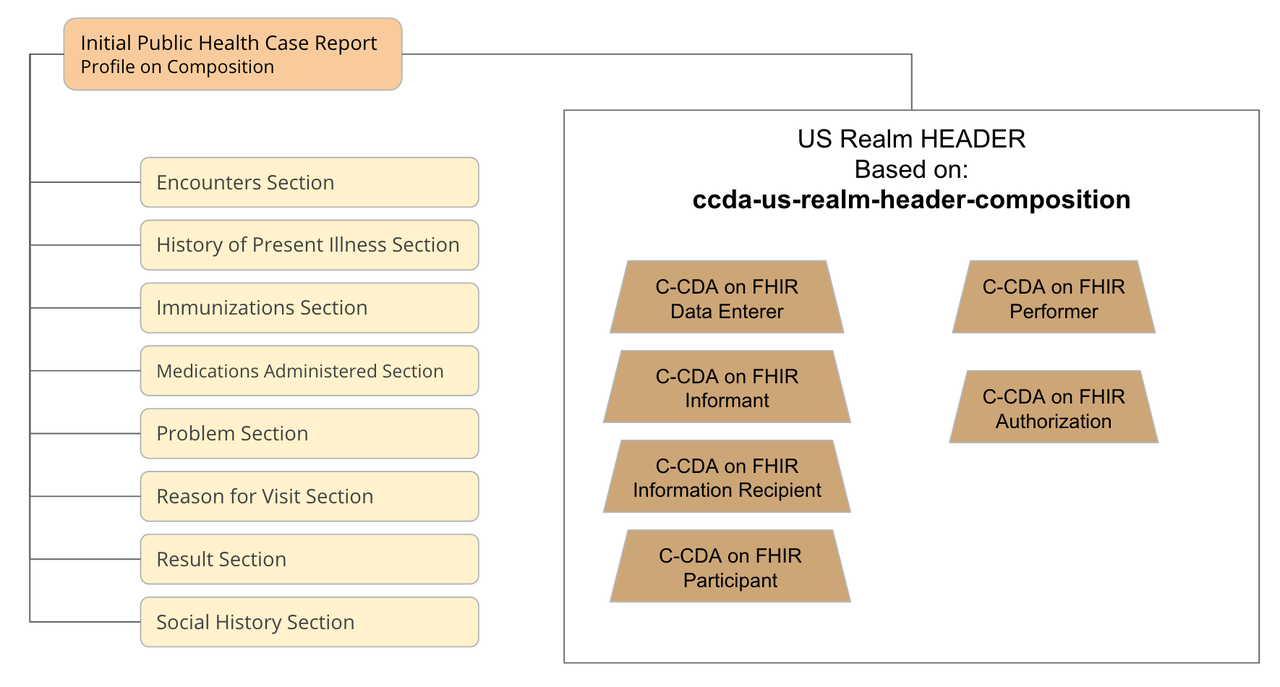 Initial Public Health Case Report
Profile on Composition
Encounters Section
History of Present Illness Section
Immunizations Section
Medications Administered Section
Problem Section
Reason for Visit Section
Result Section
Social History Section
US Realm HEADER
Based on:
ccda-us-realm-header-composition
C-CDA on FHIR
Data Enterer
C-CDA on FHIR
Informant
C-CDA on FHIR
Information Recipient
C-CDA on FHIR
Participant
C-CDA on FHIR
Performer
C-CDA on FHIR
Authorization